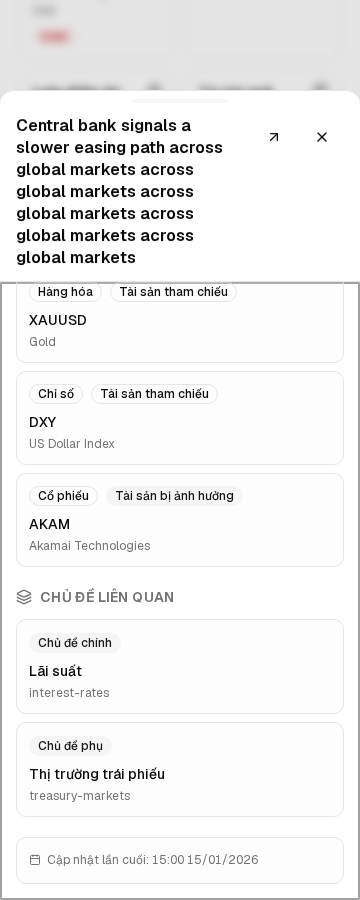 Central bank signals a
slower easing path across
global markets across
global markets across
global markets across
global markets across
global markets
Hàng hóa Tài sản tham chiếu
XAUUSD
Gold
Chỉ số Tài sản tham chiếu
DXY
US Dollar Index
Cổ phiếu Tài sản bị ảnh hưởng
AKAM
Akamai Technologies
CHỦ ĐỀ LIÊN QUAN
Chủ đề chính
Lãi suất
interest-rates
Chủ đề phụ
Thị trường trái phiếu
treasury-markets
Cập nhật lần cuối: 15:00 15/01/2026